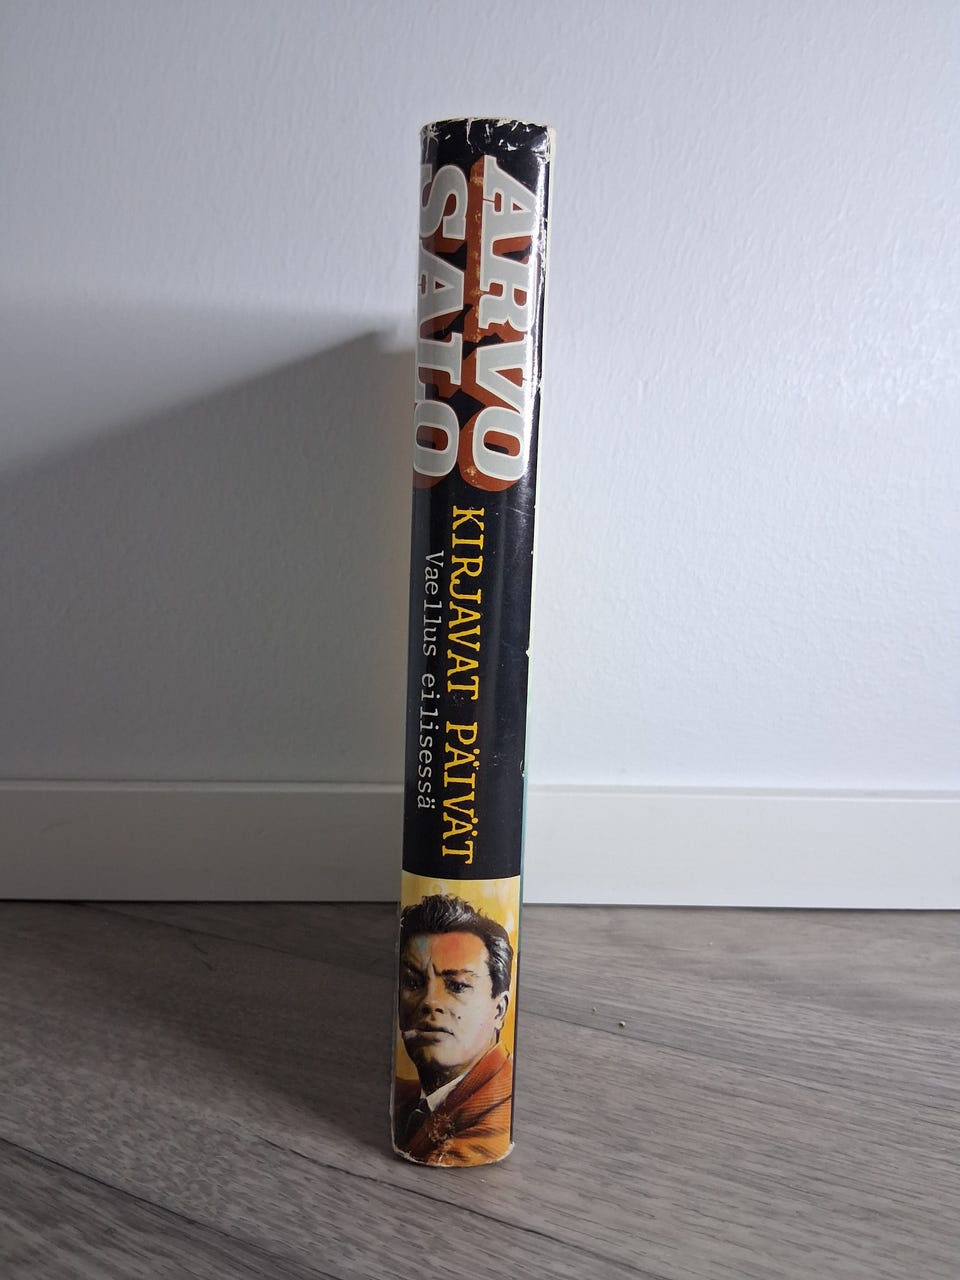 ARVO
SALO
KIRJAVAT PÄIVÄT
Vaellus eilisessä